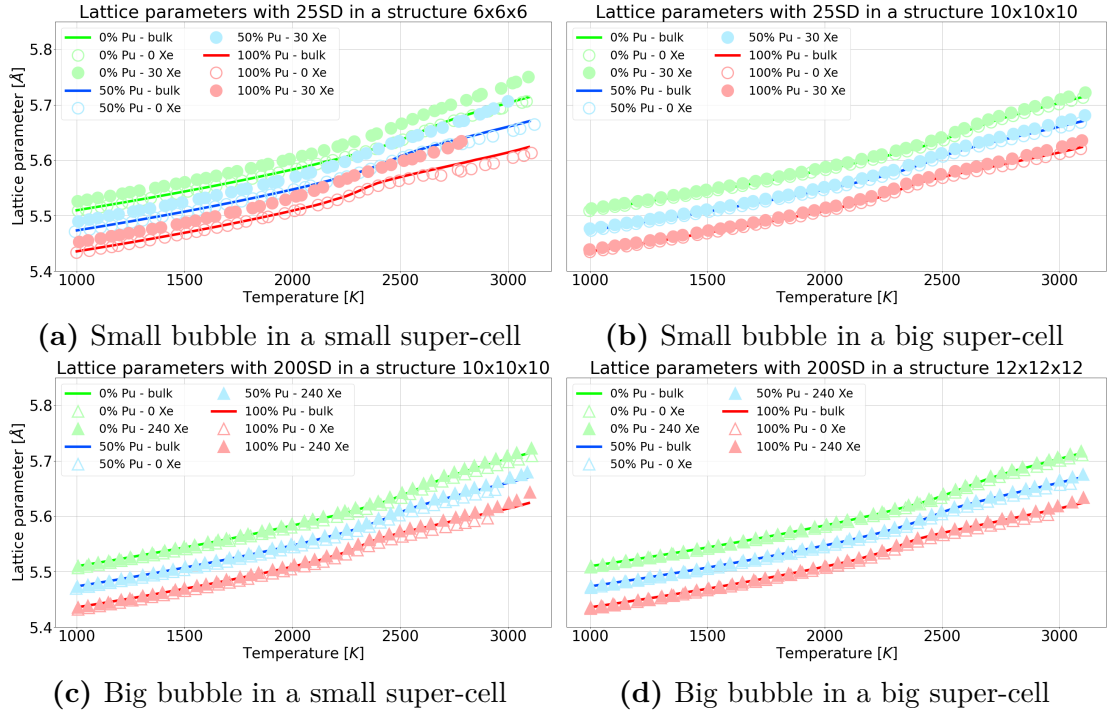 Lattice parameters with 25SD in a structure 6x6x6
Lattice parameter [Å]
5.8
5.7
5.6
5.5
5.4
0% Pu - bulk
0% Pu - 0 Xe
0% Pu - 30 Xe
50% Pu - bulk
50% Pu - 0 Xe
50% Pu - 30 Xe
100% Pu - bulk
100% Pu - 0 Xe
100% Pu - 30 Xe
1000 1500 2000 2500 3000
Temperature [K]
(a) Small bubble in a small super-cell
Lattice parameters with 25SD in a structure 10x10x10
0% Pu - bulk
0% Pu - 0 Xe
0% Pu - 30 Xe
50% Pu - bulk
50% Pu - 0 Xe
50% Pu - 30 Xe
100% Pu - bulk
100% Pu - 0 Xe
100% Pu - 30 Xe
1000 1500 2000 2500 3000
Temperature [K]
(b) Small bubble in a big super-cell
Lattice parameters with 200SD in a structure 10x10x10
Lattice parameter [Å]
5.8
5.7
5.6
5.5
5.4
0% Pu - bulk
0% Pu - 0 Xe
0% Pu - 240 Xe
50% Pu - bulk
50% Pu - 0 Xe
50% Pu - 240 Xe
100% Pu - bulk
100% Pu - 0 Xe
100% Pu - 240 Xe
1000 1500 2000 2500 3000
Temperature [K]
(c) Big bubble in a small super-cell
Lattice parameters with 200SD in a structure 12x12x12
0% Pu - bulk
0% Pu - 0 Xe
0% Pu - 240 Xe
50% Pu - bulk
50% Pu - 0 Xe
50% Pu - 240 Xe
100% Pu - bulk
100% Pu - 0 Xe
100% Pu - 240 Xe
1000 1500 2000 2500 3000
Temperature [K]
(d) Big bubble in a big super-cell